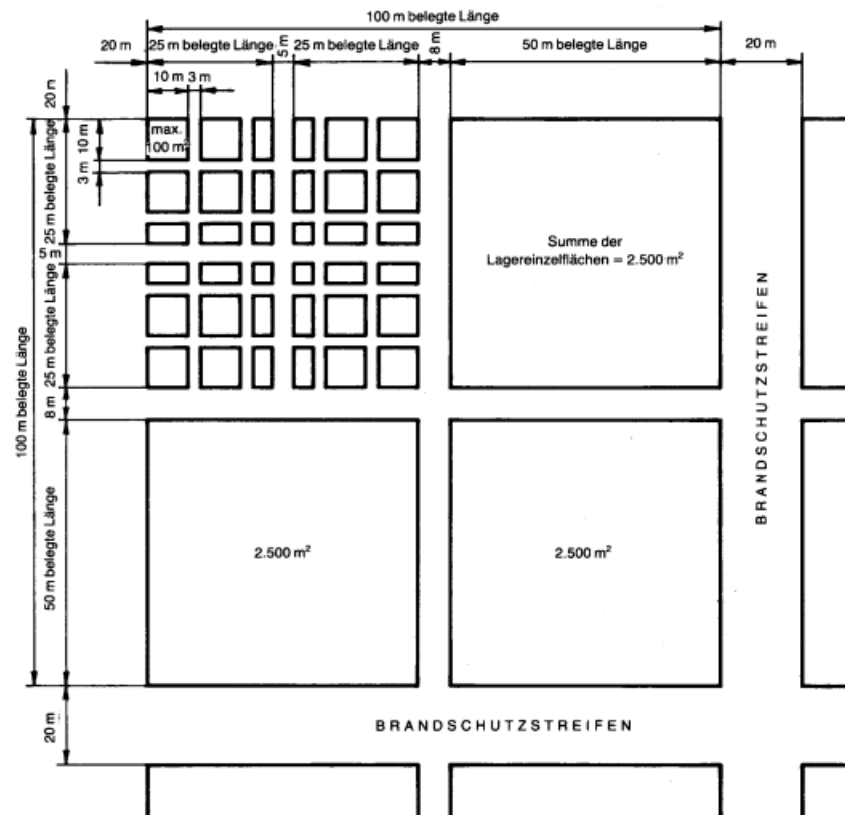 100 m belegte Länge
20 m
25 m belegte Länge
5 m
25 m belegte Länge
8 m
50 m belegte Länge
20 m
10 m
3 m
20 m
max.
100 m²
10 m
3 m
25 m belegte Länge
5 m
25 m belegte Länge
100 m belegte Länge
8 m
50 m belegte Länge
20 m
Summe der
Lagereinzelflächen = 2.500 m²
BRANDSCHUTZSTREIFEN
2.500 m²
2.500 m²
BRANDSCHUTZSTREIFEN